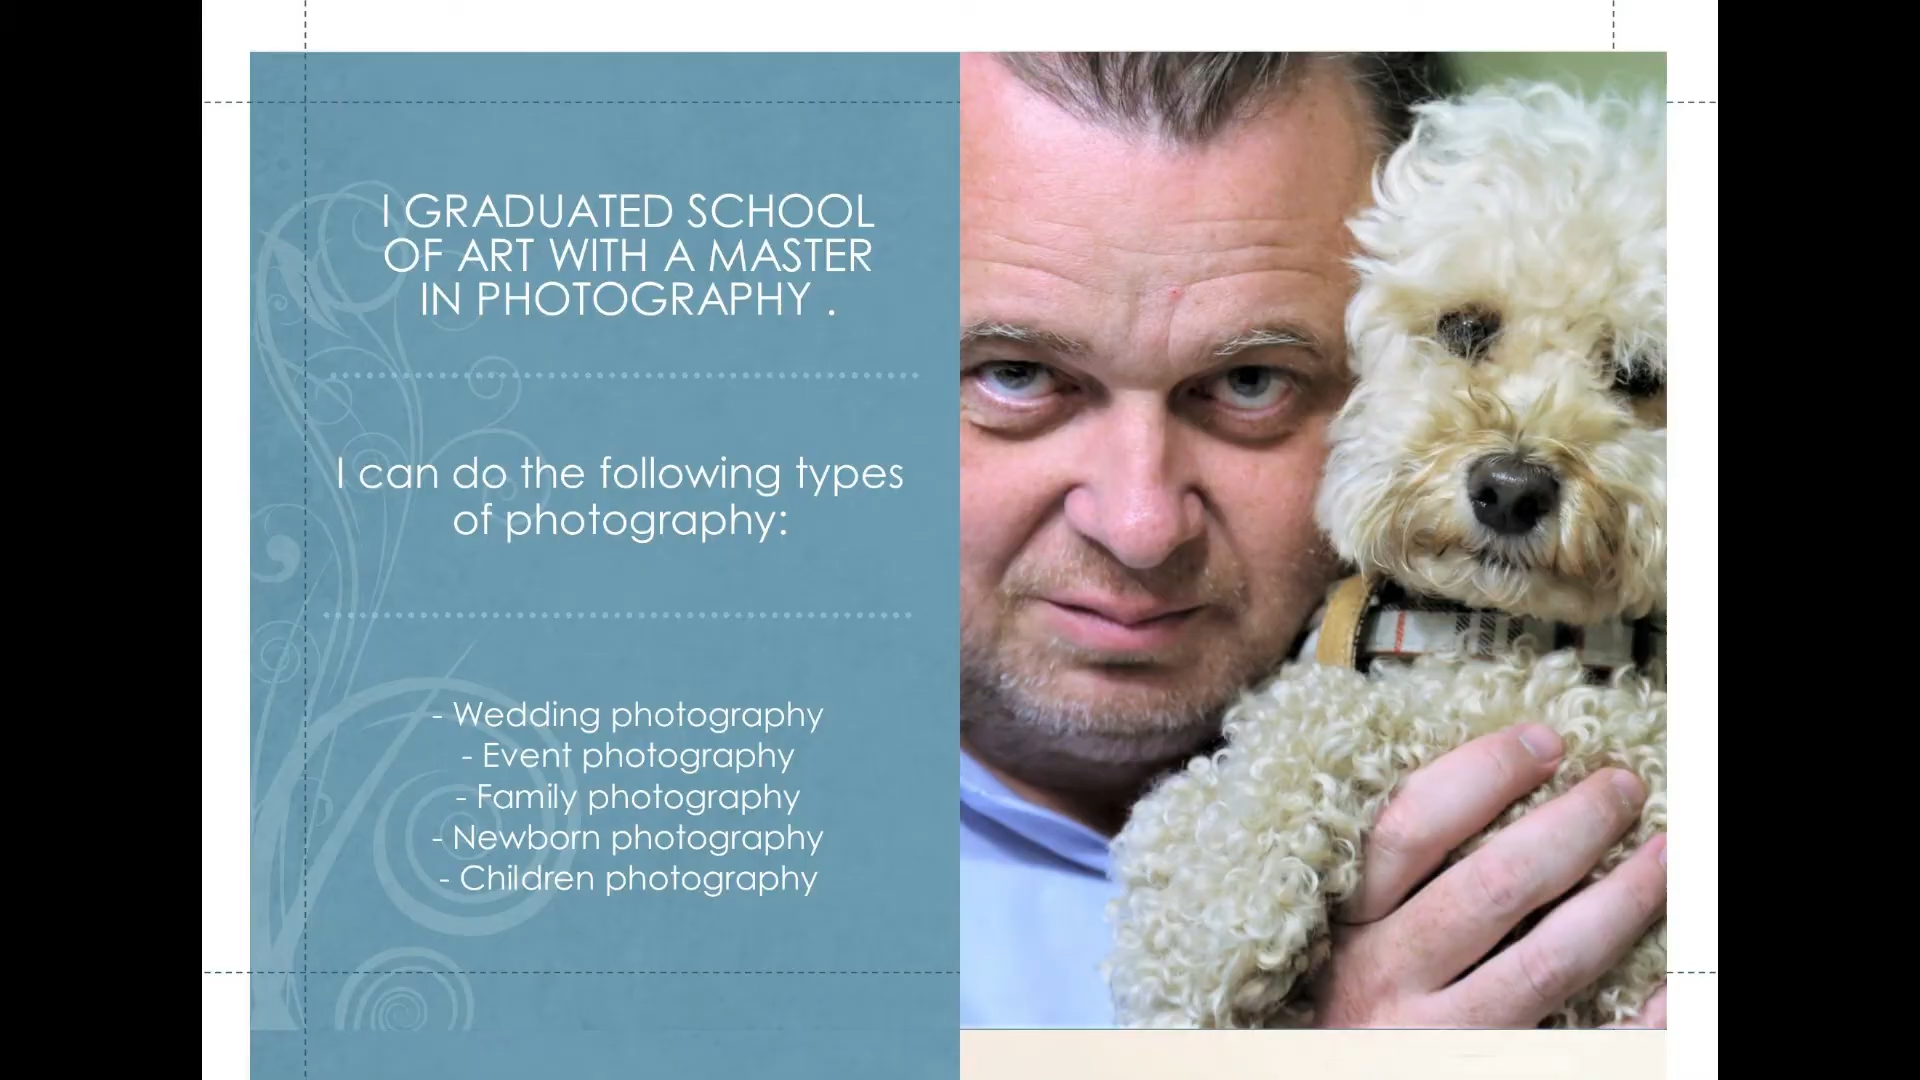 I GRADUATED SCHOOL
OF ART WITH A MASTER
IN PHOTOGRAPHY .
I can do the following types
of photography:
- Wedding photography
- Event photography
- Family photography
- Newborn photography
- Children photography